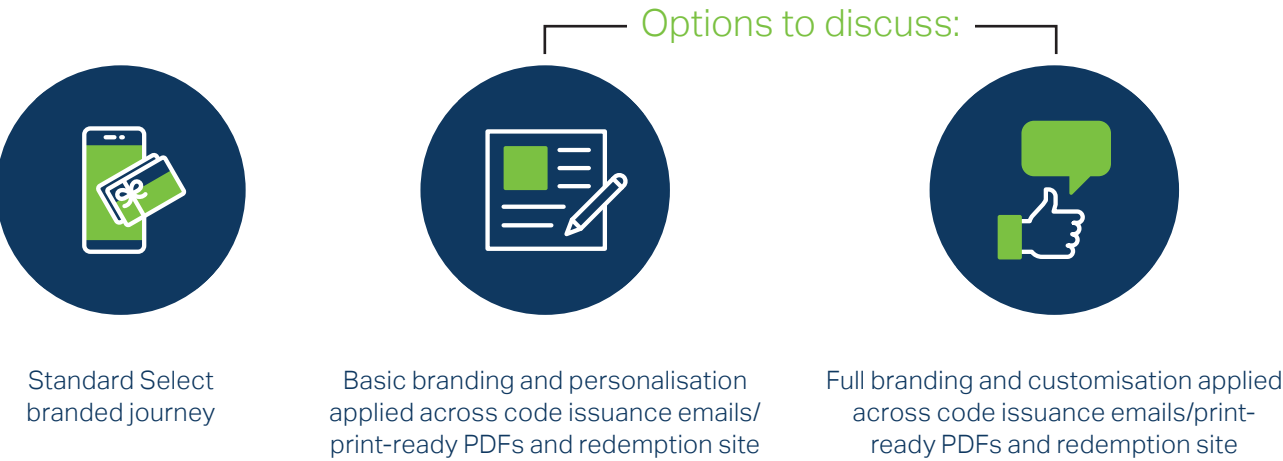 Options to discuss:
Standard Select
branded journey
Basic branding and personalisation
applied across code issuance emails/
print-ready PDFs and redemption site
Full branding and customisation applied
across code issuance emails/print-
ready PDFs and redemption site